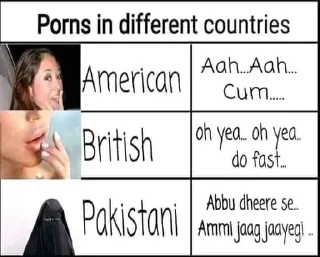 Porns in different countries
American
Aah...Aah...
Cum.....
British
oh yea.. oh yea..
do fast...
Pakistani
Abbu dheere se..
Ammi jaag jaayegi ..